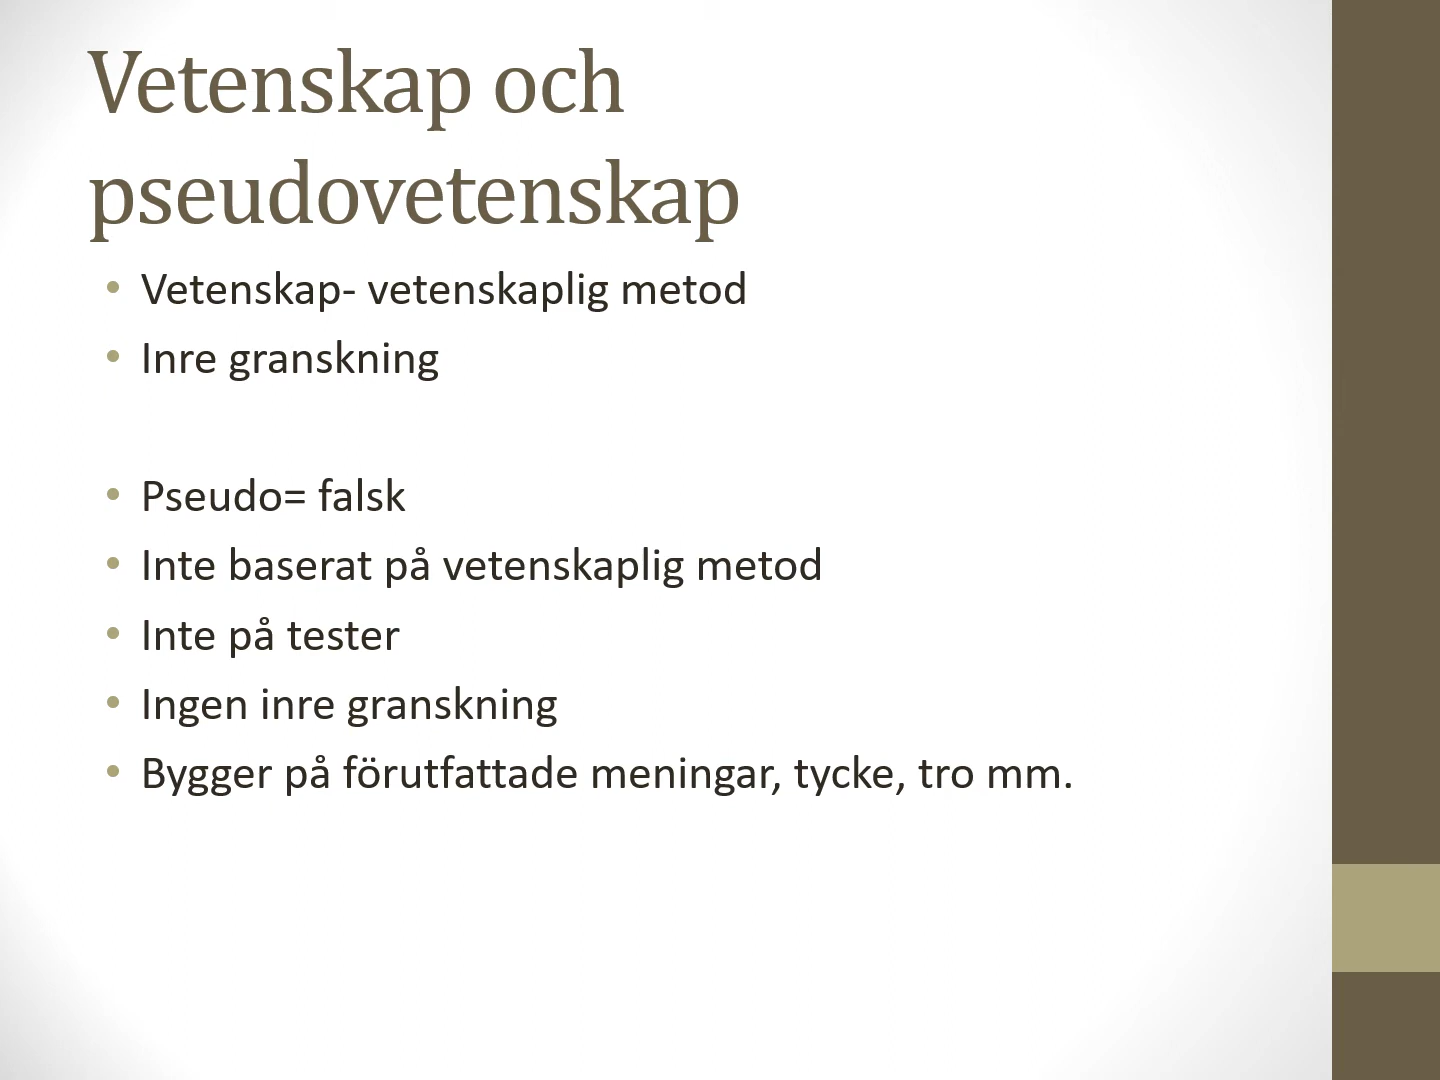 Vetenskap och
pseudovetenskap
• Vetenskap- vetenskaplig metod
• Inre granskning
• Pseudo= falsk
• Inte baserat på vetenskaplig metod
• Inte på tester
• Ingen inre granskning
• Bygger på förutfattade meningar, tycke, tro mm.